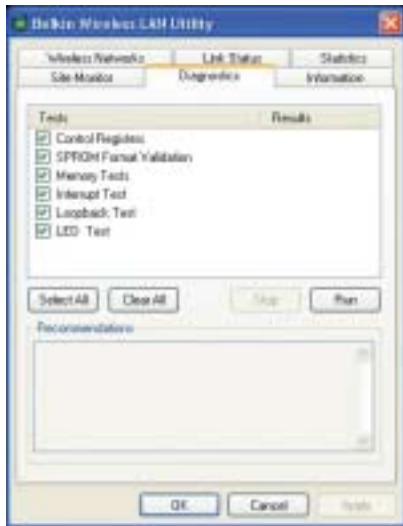 Belkin Wireless LAN Utility
Wireless Networks Link Status Statistics
Site Monitor Diagnostics Information
Tests Results
Control Registers
SPROM Format Validation
Memory Tests
Interrupt Test
Loopback Test
LED Test
Select All Clear All Stop Run
Recommendations
OK Cancel Apply